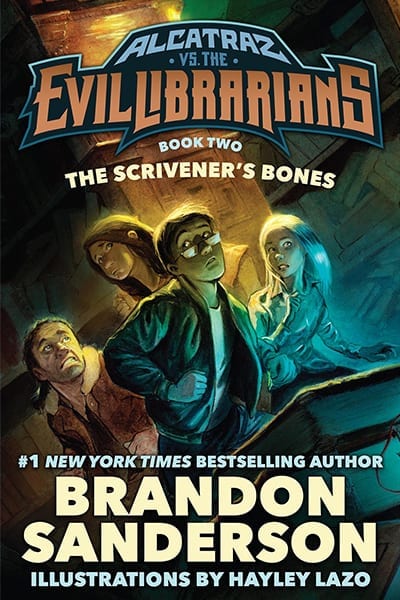 ALCATRAZ
VS. THE
EVIL LIBRARIANS
BOOK TWO
THE SCRIVENER'S BONES
#1 NEW YORK TIMES BESTSELLING AUTHOR
BRANDON
SANDERSON
ILLUSTRATIONS BY HAYLEY LAZO